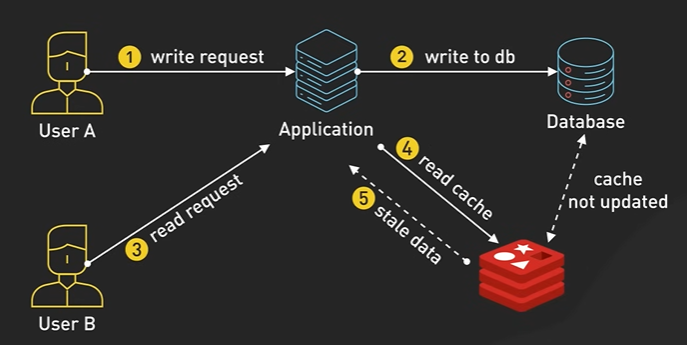 1 write request
2 write to db
User A
Application
Database
4 read cache
cache
not updated
3 read request
5 stale data
User B